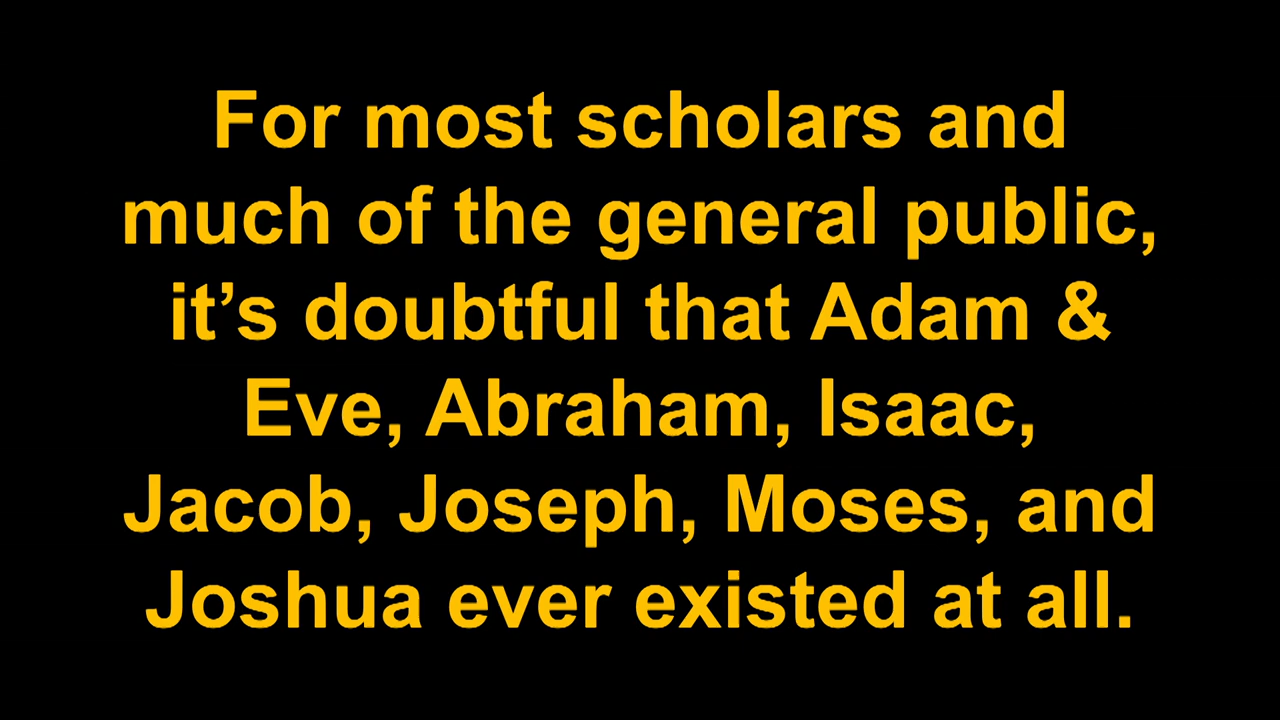 For most scholars and
much of the general public,
it’s doubtful that Adam &
Eve, Abraham, Isaac,
Jacob, Joseph, Moses, and
Joshua ever existed at all.